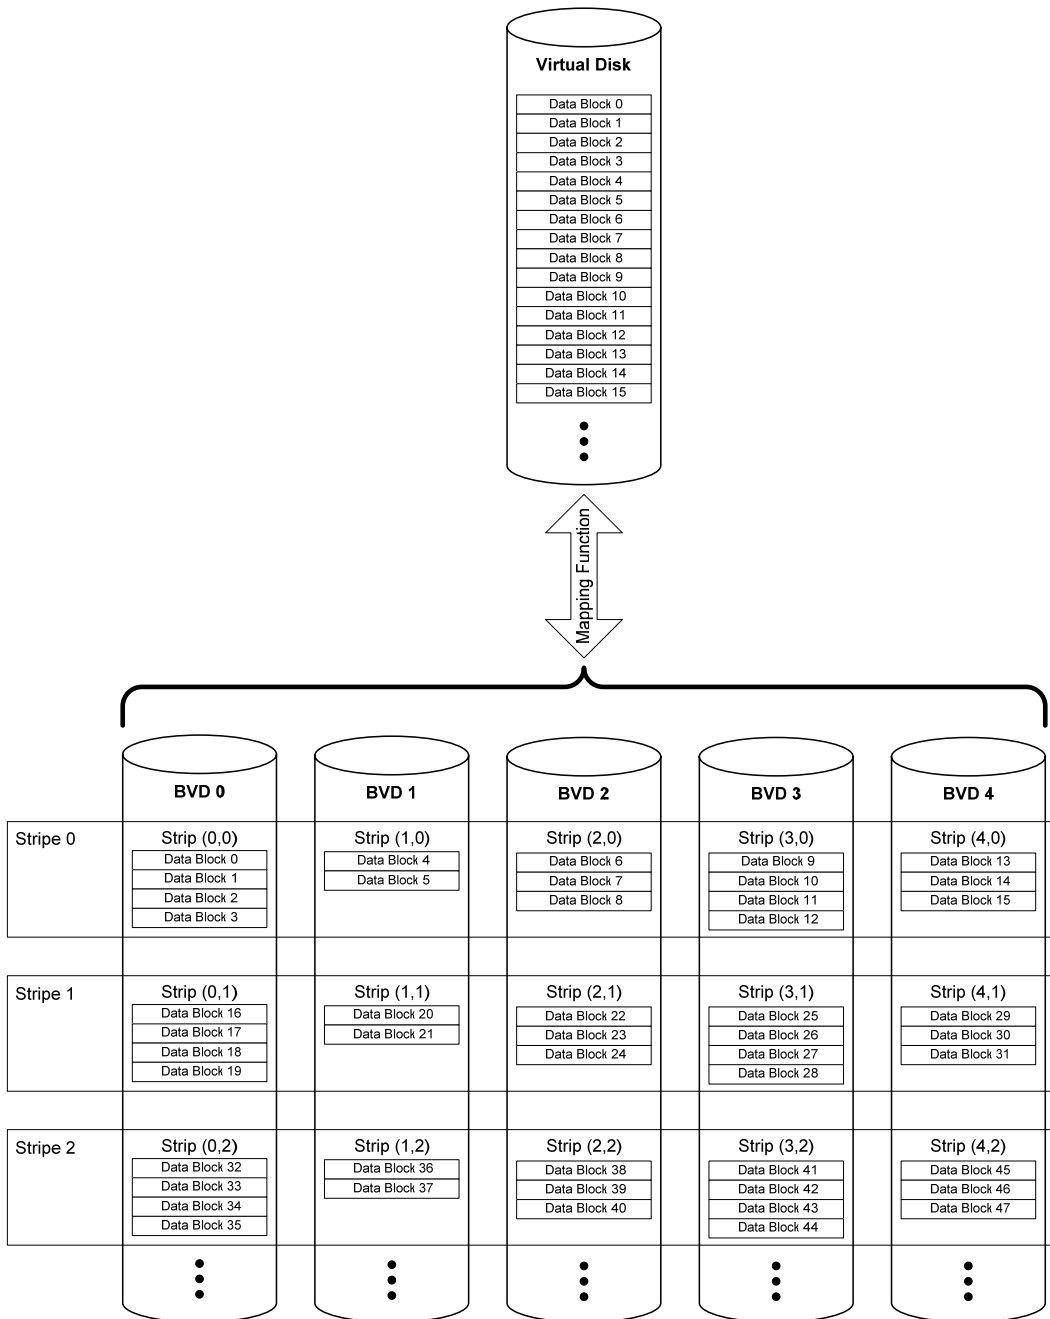 Virtual Disk
Data Block 0
Data Block 1
Data Block 2
Data Block 3
Data Block 4
Data Block 5
Data Block 6
Data Block 7
Data Block 8
Data Block 9
Data Block 10
Data Block 11
Data Block 12
Data Block 13
Data Block 14
Data Block 15
Mapping Function
BVD 0
BVD 1
BVD 2
BVD 3
BVD 4
Stripe 0
Strip (0,0)
Data Block 0
Data Block 1
Data Block 2
Data Block 3
Strip (1,0)
Data Block 4
Data Block 5
Strip (2,0)
Data Block 6
Data Block 7
Data Block 8
Strip (3,0)
Data Block 9
Data Block 10
Data Block 11
Data Block 12
Strip (4,0)
Data Block 13
Data Block 14
Data Block 15
Stripe 1
Strip (0,1)
Data Block 16
Data Block 17
Data Block 18
Data Block 19
Strip (1,1)
Data Block 20
Data Block 21
Strip (2,1)
Data Block 22
Data Block 23
Data Block 24
Strip (3,1)
Data Block 25
Data Block 26
Data Block 27
Data Block 28
Strip (4,1)
Data Block 29
Data Block 30
Data Block 31
Stripe 2
Strip (0,2)
Data Block 32
Data Block 33
Data Block 34
Data Block 35
Strip (1,2)
Data Block 36
Data Block 37
Strip (2,2)
Data Block 38
Data Block 39
Data Block 40
Strip (3,2)
Data Block 41
Data Block 42
Data Block 43
Data Block 44
Strip (4,2)
Data Block 45
Data Block 46
Data Block 47